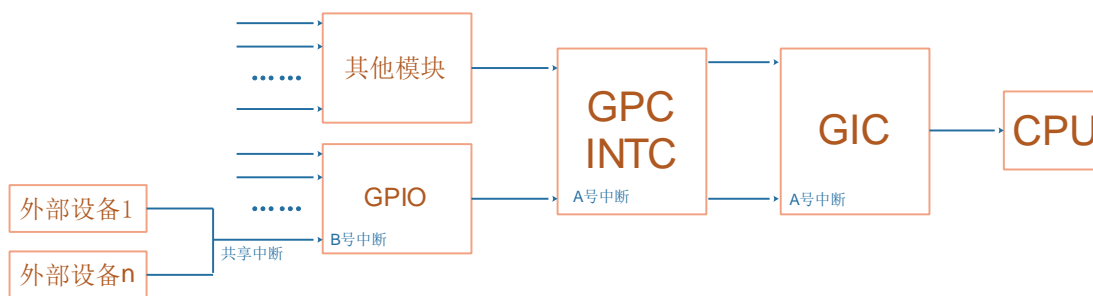 其他模块
……
GPC
INTC
A号中断
GIC
A号中断
CPU
……
GPIO
B号中断
外部设备1
共享中断
外部设备n